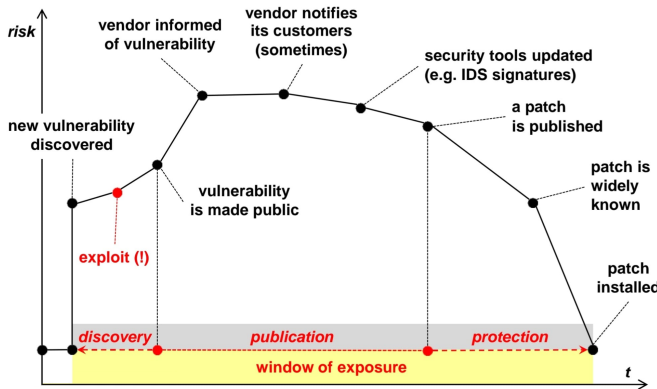 risk
vendor informed
of vulnerability
vendor notifies
its customers
(sometimes)
security tools updated
(e.g. IDS signatures)
new vulnerability
discovered
a patch
is published
vulnerability
is made public
patch is
widely
known
exploit (!)
patch
installed
discovery
publication
protection
window of exposure
t